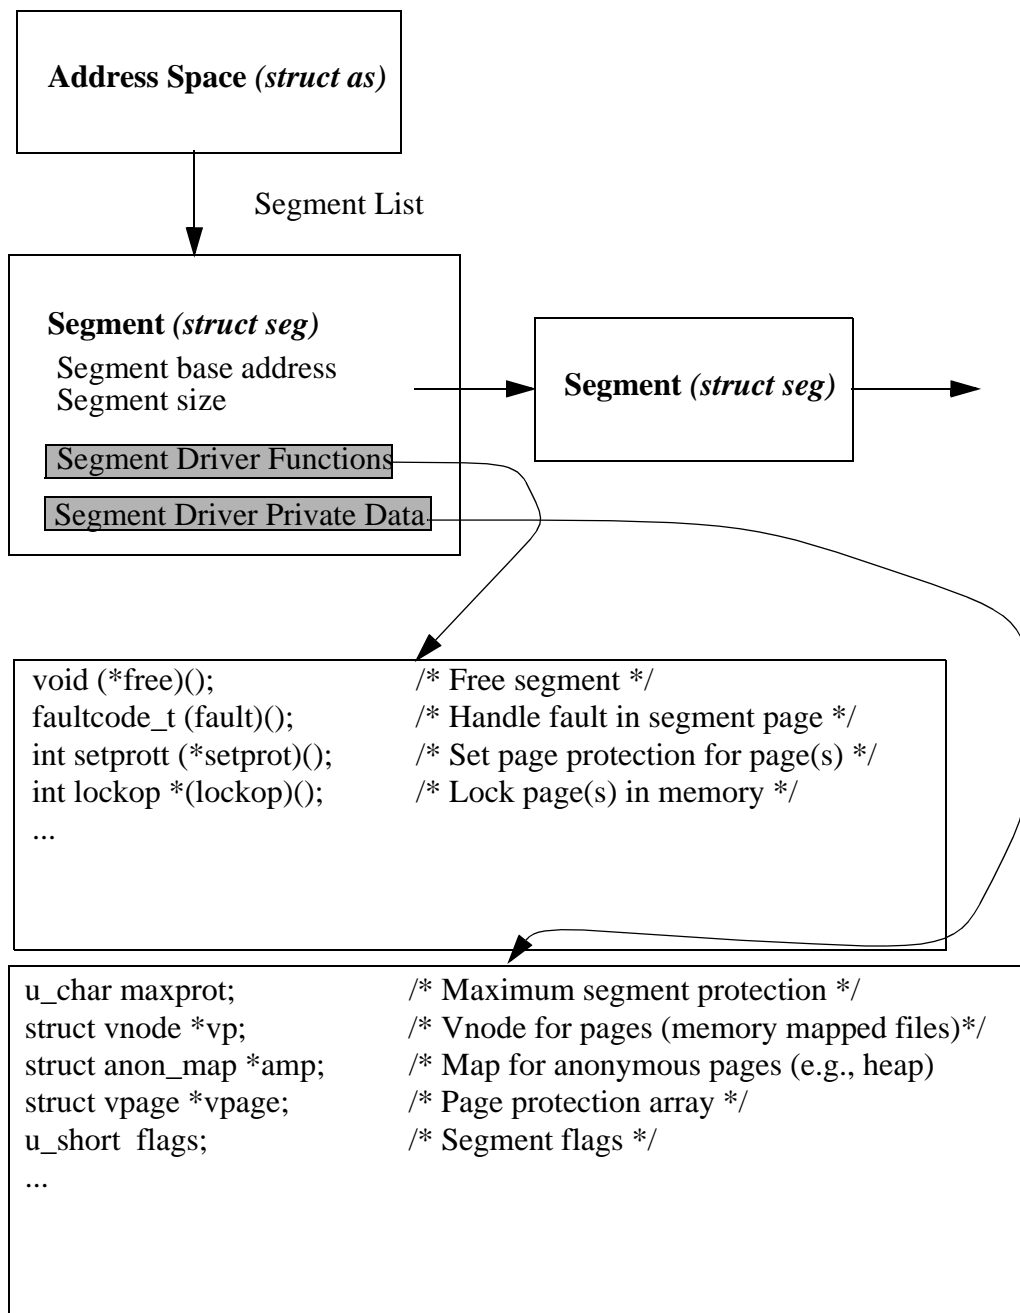 Address Space (struct as)
Segment List
Segment (struct seg)
Segment base address
Segment size
Segment Driver Functions
Segment Driver Private Data
Segment (struct seg)
void (*free)(); /* Free segment */
faultcode_t (fault)(); /* Handle fault in segment page */
int setprott (*setprot)(); /* Set page protection for page(s) */
int lockop *(lockop)(); /* Lock page(s) in memory */
...
u_char maxprot; /* Maximum segment protection */
struct vnode *vp; /* Vnode for pages (memory mapped files)*/
struct anon_map *amp; /* Map for anonymous pages (e.g., heap)
struct vpage *vpage; /* Page protection array */
u_short flags; /* Segment flags */
...